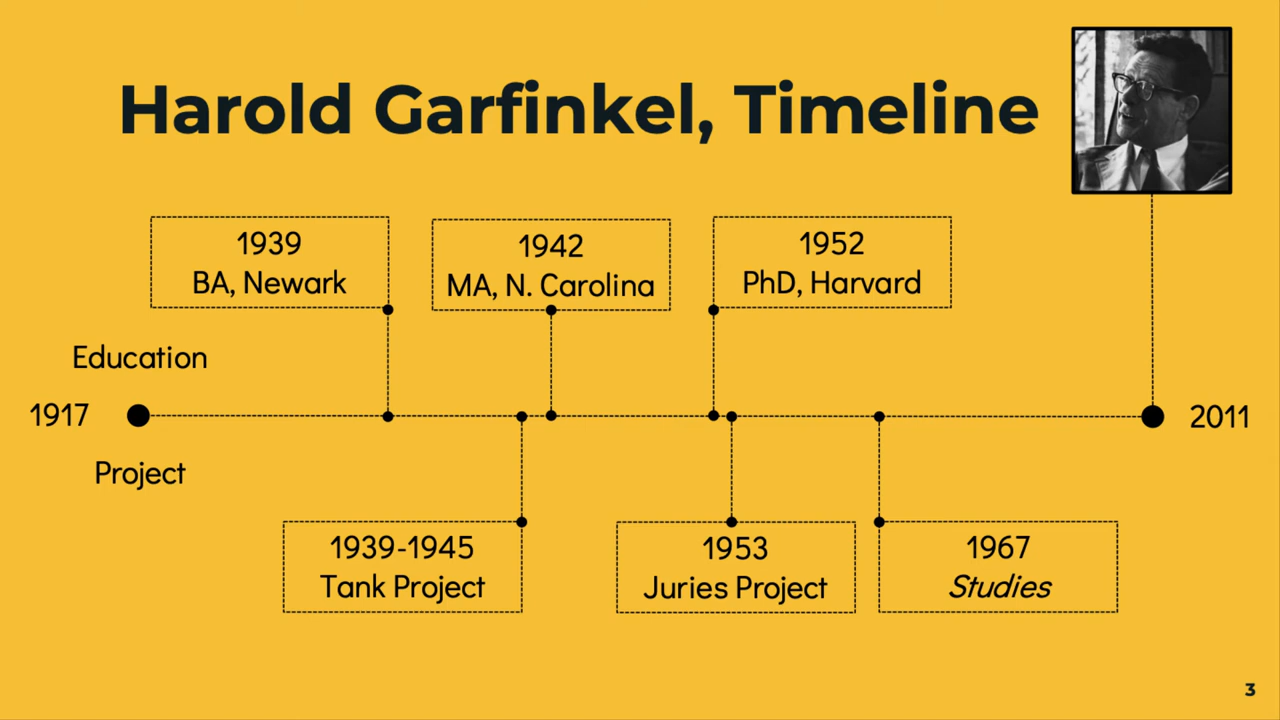 Harold Garfinkel, Timeline
1939
BA, Newark
1942
MA, N. Carolina
1952
PhD, Harvard
Education
1917
2011
Project
1939-1945
Tank Project
1953
Juries Project
1967
Studies
3